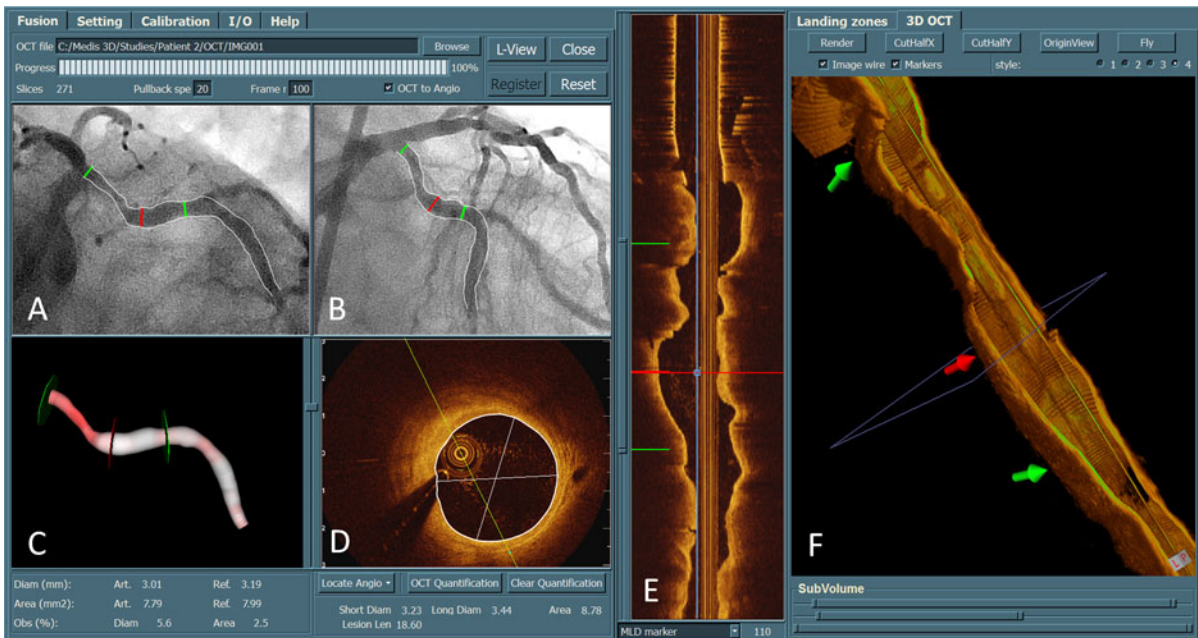 Fusion Setting Calibration I/O Help
OCT file C:/Medis 3D/Studies/Patient 2/OCT/IMG001 Browse L-View Close
Progress 100%
Slices 271 Pullback spe 20 Frame r 100 OCT to Angio Register Reset
A
B
C
D
Diam (mm): Art. 3.01 Ref. 3.19
Area (mm2): Art. 7.79 Ref. 7.99
Obs (%): Diam 5.6 Area 2.5
Locate Angio OCT Quantification Clear Quantification
Short Diam 3.23 Long Diam 3.44 Area 8.78
Lesion Len 18.60
E
MLD marker 110
Landing zones 3D OCT
Render CutHalfX CutHalfY OriginView Fly
Image wire Markers style: 1 2 3 4
F
L P
SubVolume